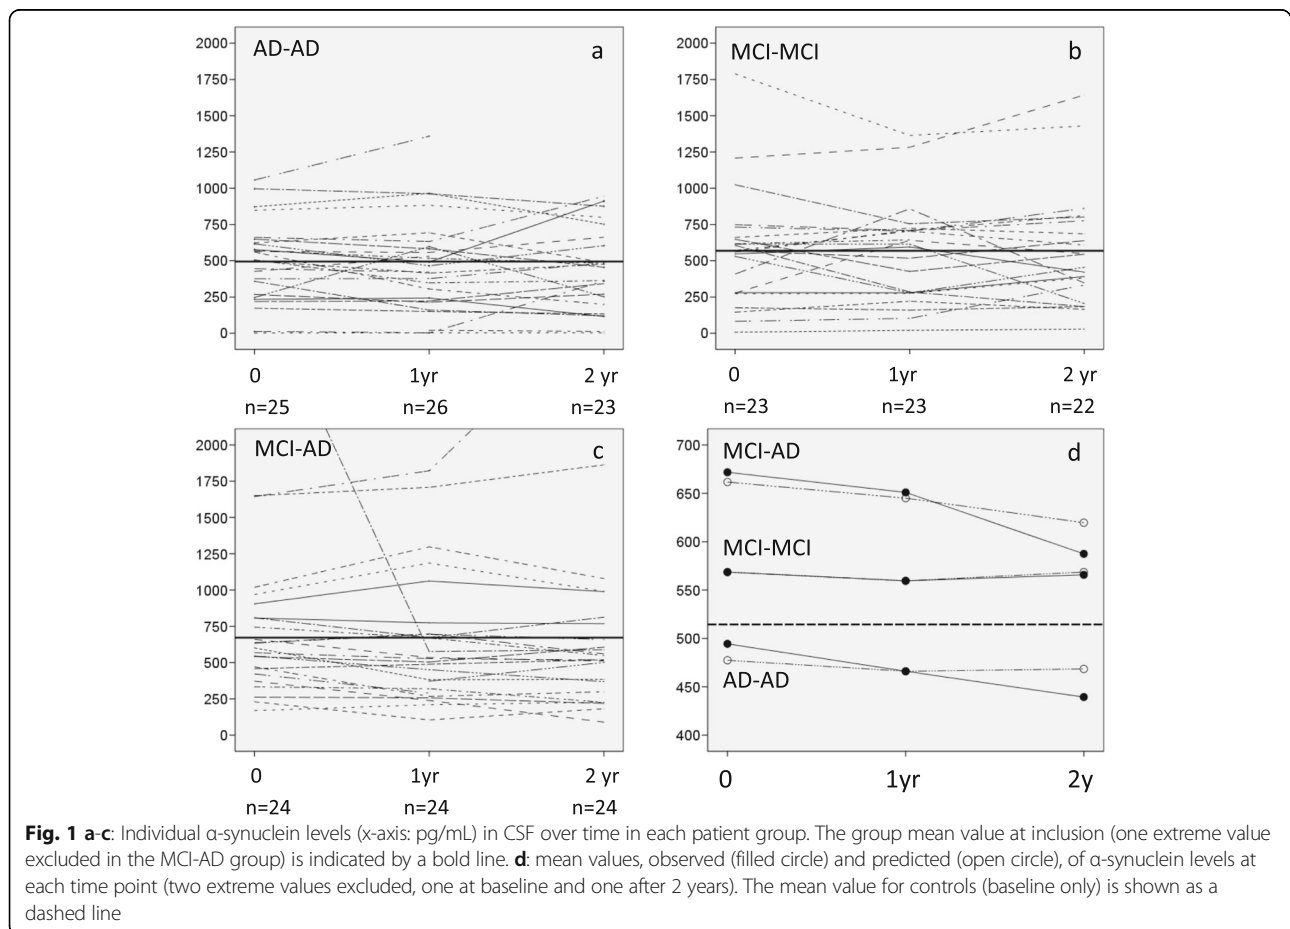 AD-AD a
2000
1750
1500
1250
1000
750
500
250
0
0 1yr 2 yr
n=25 n=26 n=23
MCI-MCI b
2000
1750
1500
1250
1000
750
500
250
0
0 1yr 2 yr
n=23 n=23 n=22
MCI-AD c
2000
1750
1500
1250
1000
750
500
250
0
0 1yr 2 yr
n=24 n=24 n=24
d
700
650
600
550
500
450
400
MCI-AD
MCI-MCI
AD-AD
0 1yr 2y
Fig. 1 a-c: Individual α-synuclein levels (x-axis: pg/mL) in CSF over time in each patient group. The group mean value at inclusion (one extreme value
excluded in the MCI-AD group) is indicated by a bold line. d: mean values, observed (filled circle) and predicted (open circle), of α-synuclein levels at
each time point (two extreme values excluded, one at baseline and one after 2 years). The mean value for controls (baseline only) is shown as a
dashed line